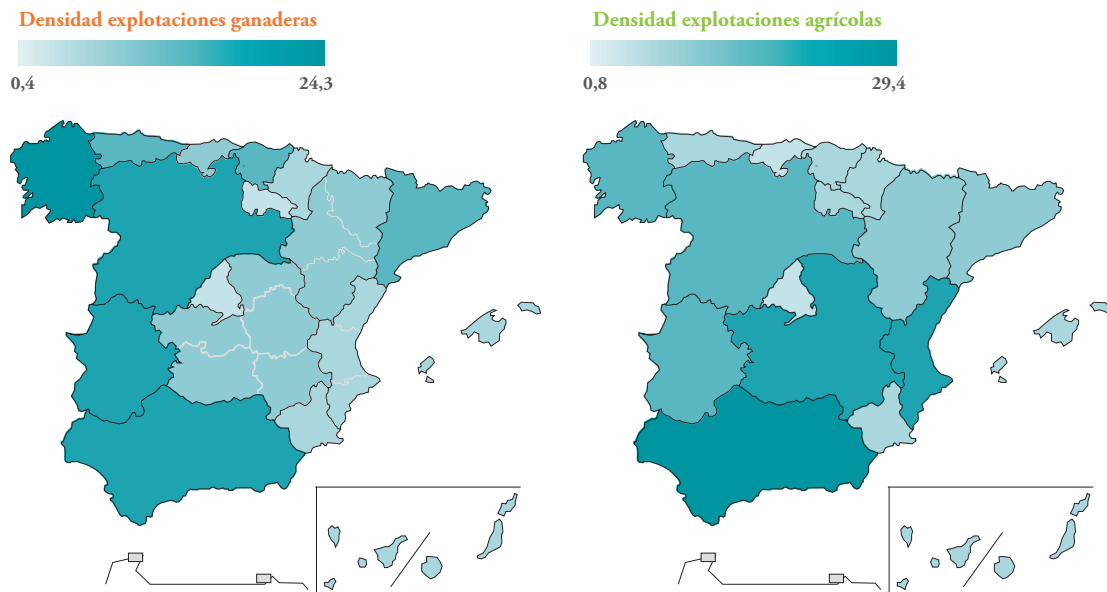 Densidad explotaciones ganaderas
0,4 24,3
Densidad explotaciones agrícolas
0,8 29,4